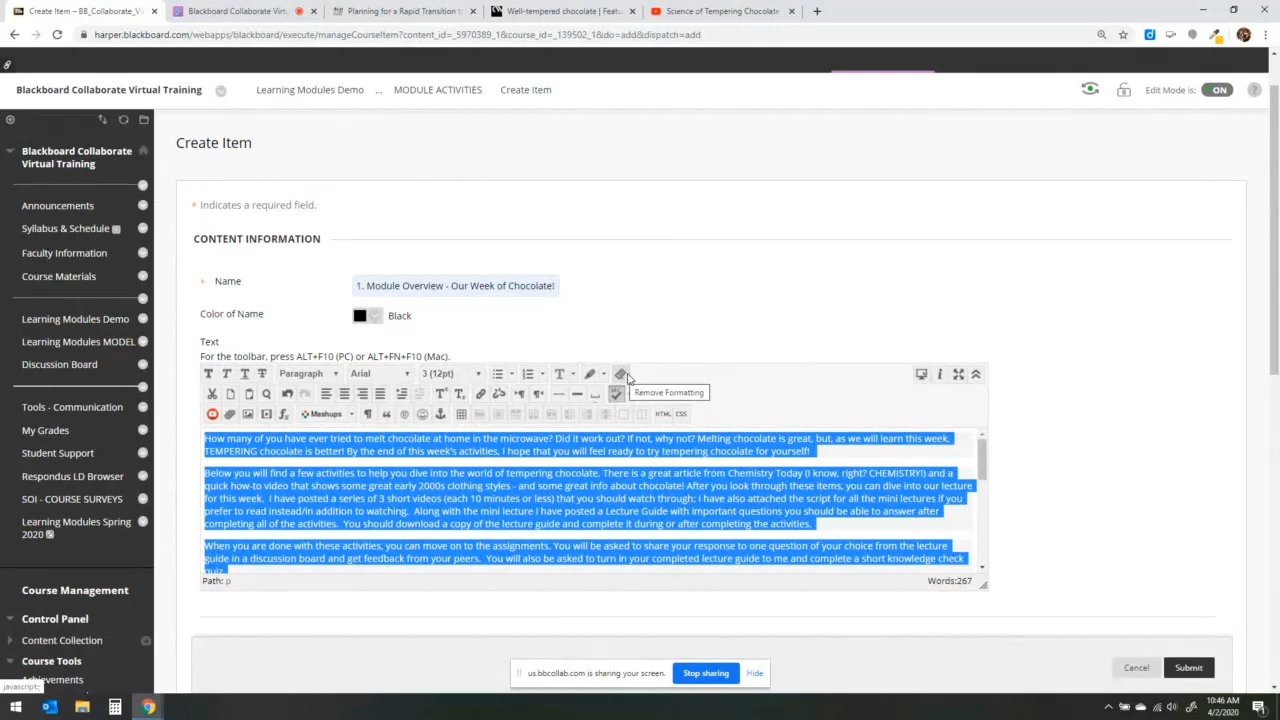 Create Item – BB_Collaborate_Vi
Blackboard Collaborate Virtu
Planning for a Rapid Transition to
Well-tempered chocolate | Featu
Science of Tempering Chocolate
harper.blackboard.com/webapps/blackboard/execute/manageCourseItem?content_id=_5970389_1&course_id=_139502_1&do=add&dispatch=add
Blackboard Collaborate Virtual Training
Learning Modules Demo
...
MODULE ACTIVITIES
Create Item
Edit Mode is:
ON
?
Blackboard Collaborate
Virtual Training
Announcements
Syllabus & Schedule
Faculty Information
Course Materials
Learning Modules Demo
Learning Modules MODEL
Discussion Board
Tools - Communication
My Grades
Student Support
Respondus LDB Browser
SOI - COURSE SURVEYS
Learning Modules Spring
2020
Course Management
Control Panel
Content Collection
Course Tools
Achievements
javascript:;
Create Item
* Indicates a required field.
CONTENT INFORMATION
* Name
1. Module Overview - Our Week of Chocolate!
Color of Name
Black
Text
For the toolbar, press ALT+F10 (PC) or ALT+FN+F10 (Mac).
T T T T Paragraph Arial 3 (12pt)
Remove Formatting
Mashups
HTML CSS
How many of you have ever tried to melt chocolate at home in the microwave? Did it work out? If not, why not? Melting chocolate is great, but, as we will learn this week,
TEMPERING chocolate is better! By the end of this week's activities, I hope that you will feel ready to try tempering chocolate for yourself!
Below you will find a few activities to help you dive into the world of tempering chocolate. There is a great article from Chemistry Today (I know, right? CHEMISTRY!) and a
quick how-to video that shows some great early 2000s clothing styles - and some great info about chocolate! After you look through these items, you can dive into our lecture
for this week. I have posted a series of 3 short videos (each 10 minutes or less) that you should watch through; i have also attached the script for all the mini lectures if you
prefer to read instead/in addition to watching. Along with the mini lecture I have posted a Lecture Guide with important questions you should be able to answer after
completing all of the activities. You should download a copy of the lecture guide and complete it during or after completing the activities.
When you are done with these activities, you can move on to the assignments. You will be asked to share your response to one question of your choice from the lecture
guide in a discussion board and get feedback from your peers. You will also be asked to turn in your completed lecture guide to me and complete a short knowledge check
quiz.
Path: p
Words:267
Cancel
Submit
us.bbcollab.com is sharing your screen.
Stop sharing
Hide
10:46 AM
4/2/2020